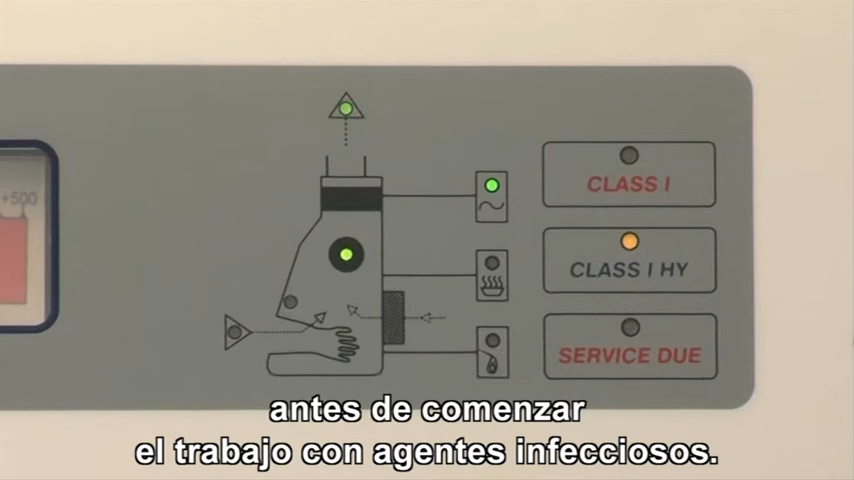 +500
CLASS I
CLASS I HY
SERVICE DUE
antes de comenzar
el trabajo con agentes infecciosos.